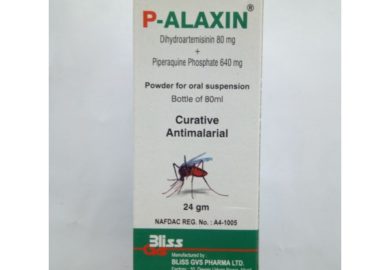 P-ALAXIN®
Dihydroartemisinin 80 mg
+
Piperaquine Phosphate 640 mg
Powder for oral suspension
Bottle of 80ml
Curative
Antimalarial
24 gm
NAFDAC REG. No. : A4-1005
Bliss
GVS
Manufactured by
BLISS GVS PHARMA LTD.